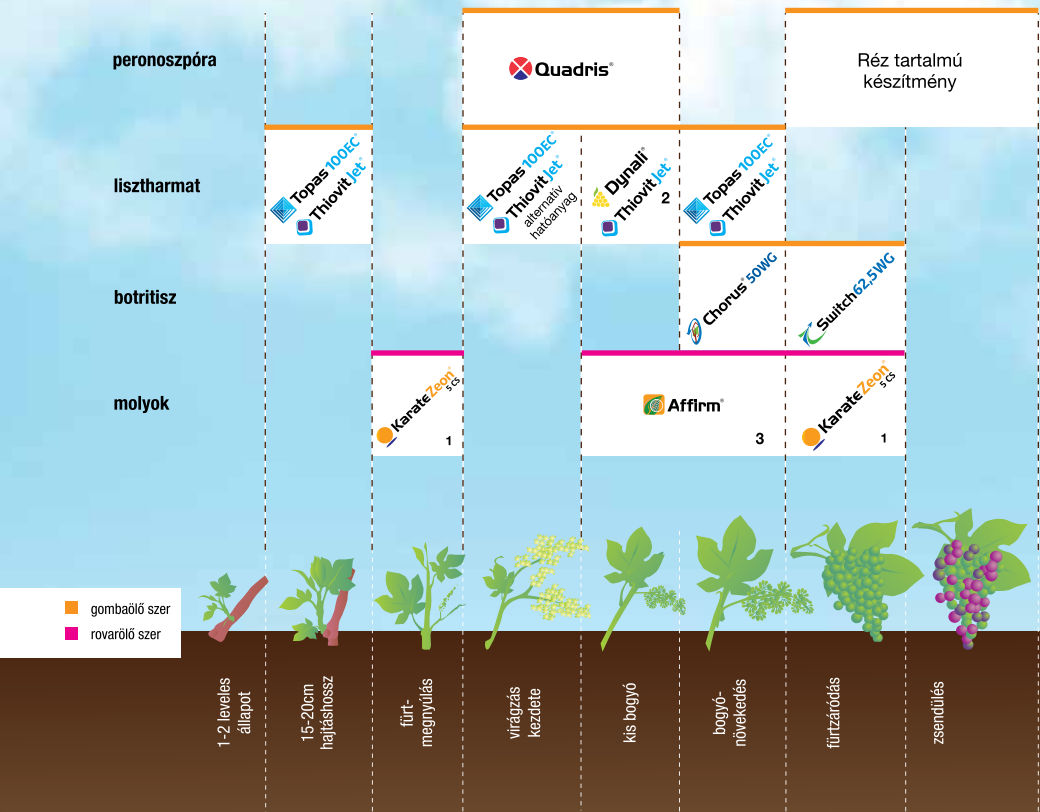 peronoszpóra
Quadris®
Réz tartalmú
készítmény
lisztharmat
Topas 100EC®
Thiovit Jet®
Topas 100EC®
Thiovit Jet®
alternatív
hatóanyag
Dynali®
Thiovit Jet®
2
Topas 100EC®
Thiovit Jet®
botritisz
Chorus® 50WG
Switch 62,5WG
molyok
Karate Zeon®
5 CS
1
Affirm®
3
Karate Zeon®
5 CS
1
gombaölő szer
rovarölő szer
1-2 leveles
állapot
15-20cm
hajtáshossz
fürt-
megnyúlás
virágzás
kezdete
kis bogyó
bogyó-
növekedés
fürtzáródás
zsendülés